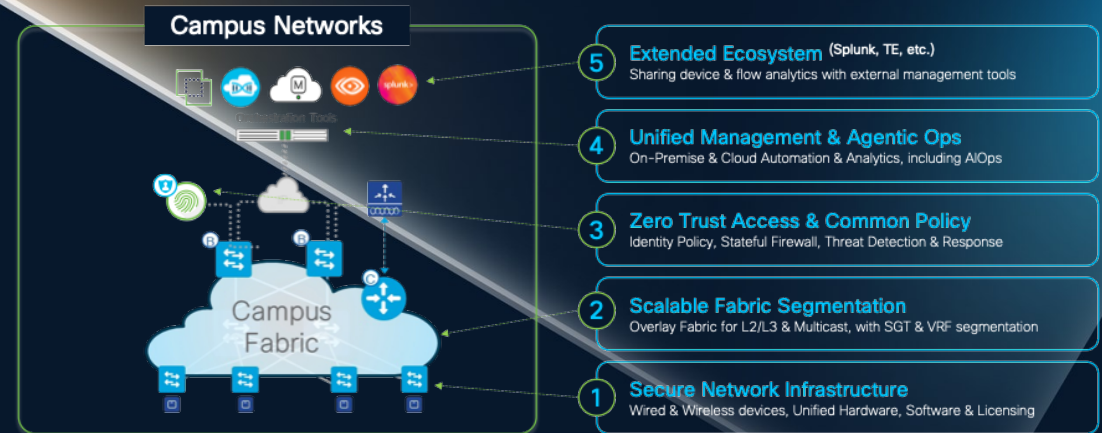 Campus Networks
M
splunk>
Orchestration Tools
B
B
C
Campus
Fabric
5
Extended Ecosystem (Splunk, TE, etc.)
Sharing device & flow analytics with external management tools
4
Unified Management & Agentic Ops
On-Premise & Cloud Automation & Analytics, including AIOps
3
Zero Trust Access & Common Policy
Identity Policy, Stateful Firewall, Threat Detection & Response
2
Scalable Fabric Segmentation
Overlay Fabric for L2/L3 & Multicast, with SGT & VRF segmentation
1
Secure Network Infrastructure
Wired & Wireless devices, Unified Hardware, Software & Licensing